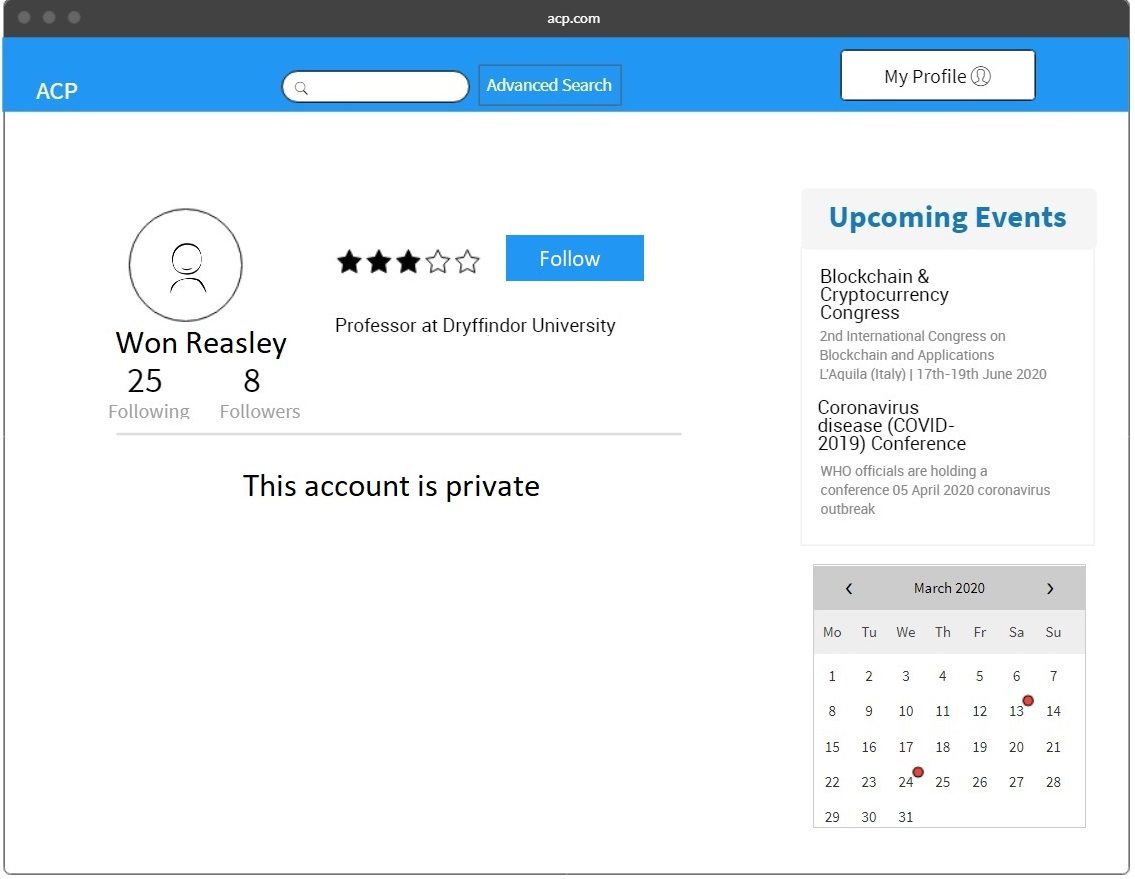 acp.com
ACP
Advanced Search
My Profile
Won Reasley
25
8
Following
Followers
Follow
Professor at Dryffindor University
This account is private
Upcoming Events
Blockchain &
Cryptocurrency
Congress
2nd International Congress on
Blockchain and Applications
L'Aquila (Italy) | 17th-19th June 2020
Coronavirus
disease (COVID-
2019) Conference
WHO officials are holding a
conference 05 April 2020 coronavirus
outbreak
March 2020
Mo Tu We Th Fr Sa Su
1 2 3 4 5 6 7
8 9 10 11 12 13 14
15 16 17 18 19 20 21
22 23 24 25 26 27 28
29 30 31